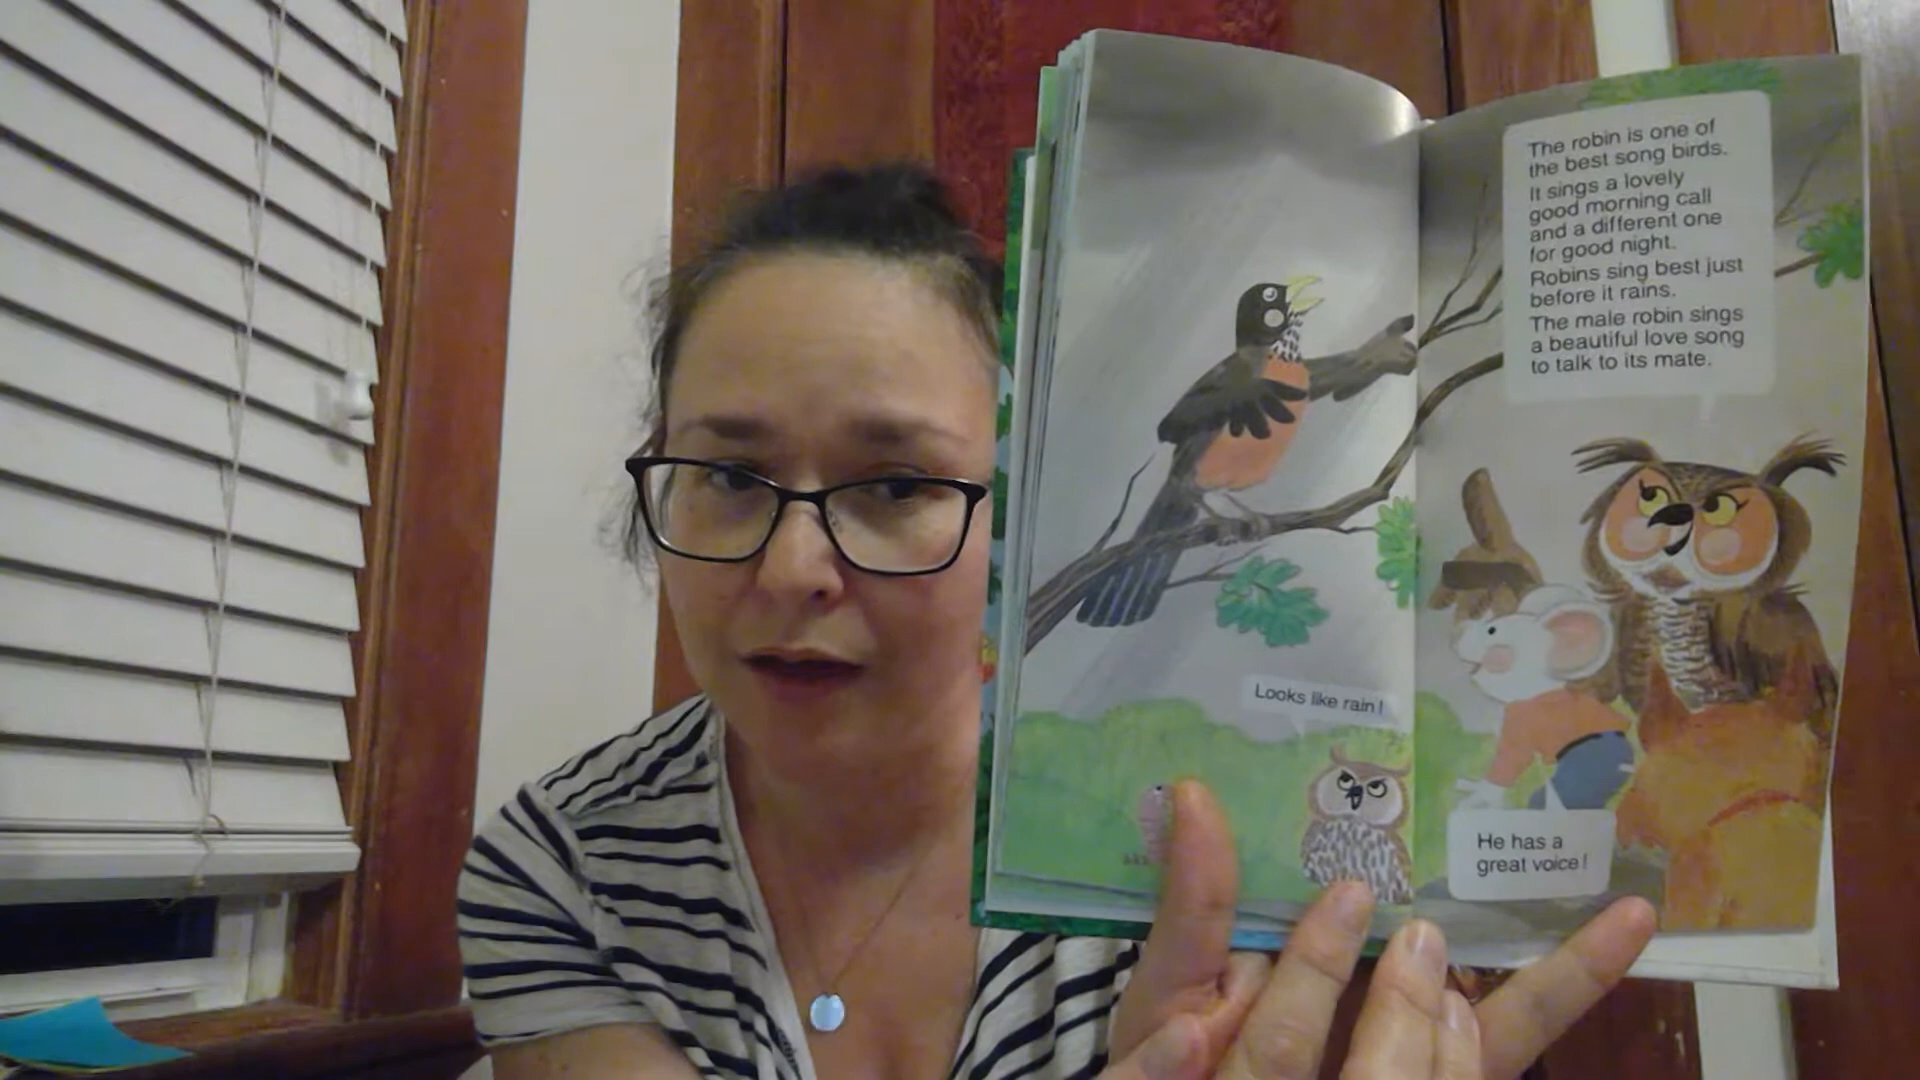 The robin is one of
the best song birds.
It sings a lovely
good morning call
and a different one
for good night.
Robins sing best just
before it rains.
The male robin sings
a beautiful love song
to talk to its mate.
Looks like rain!
He has a
great voice!